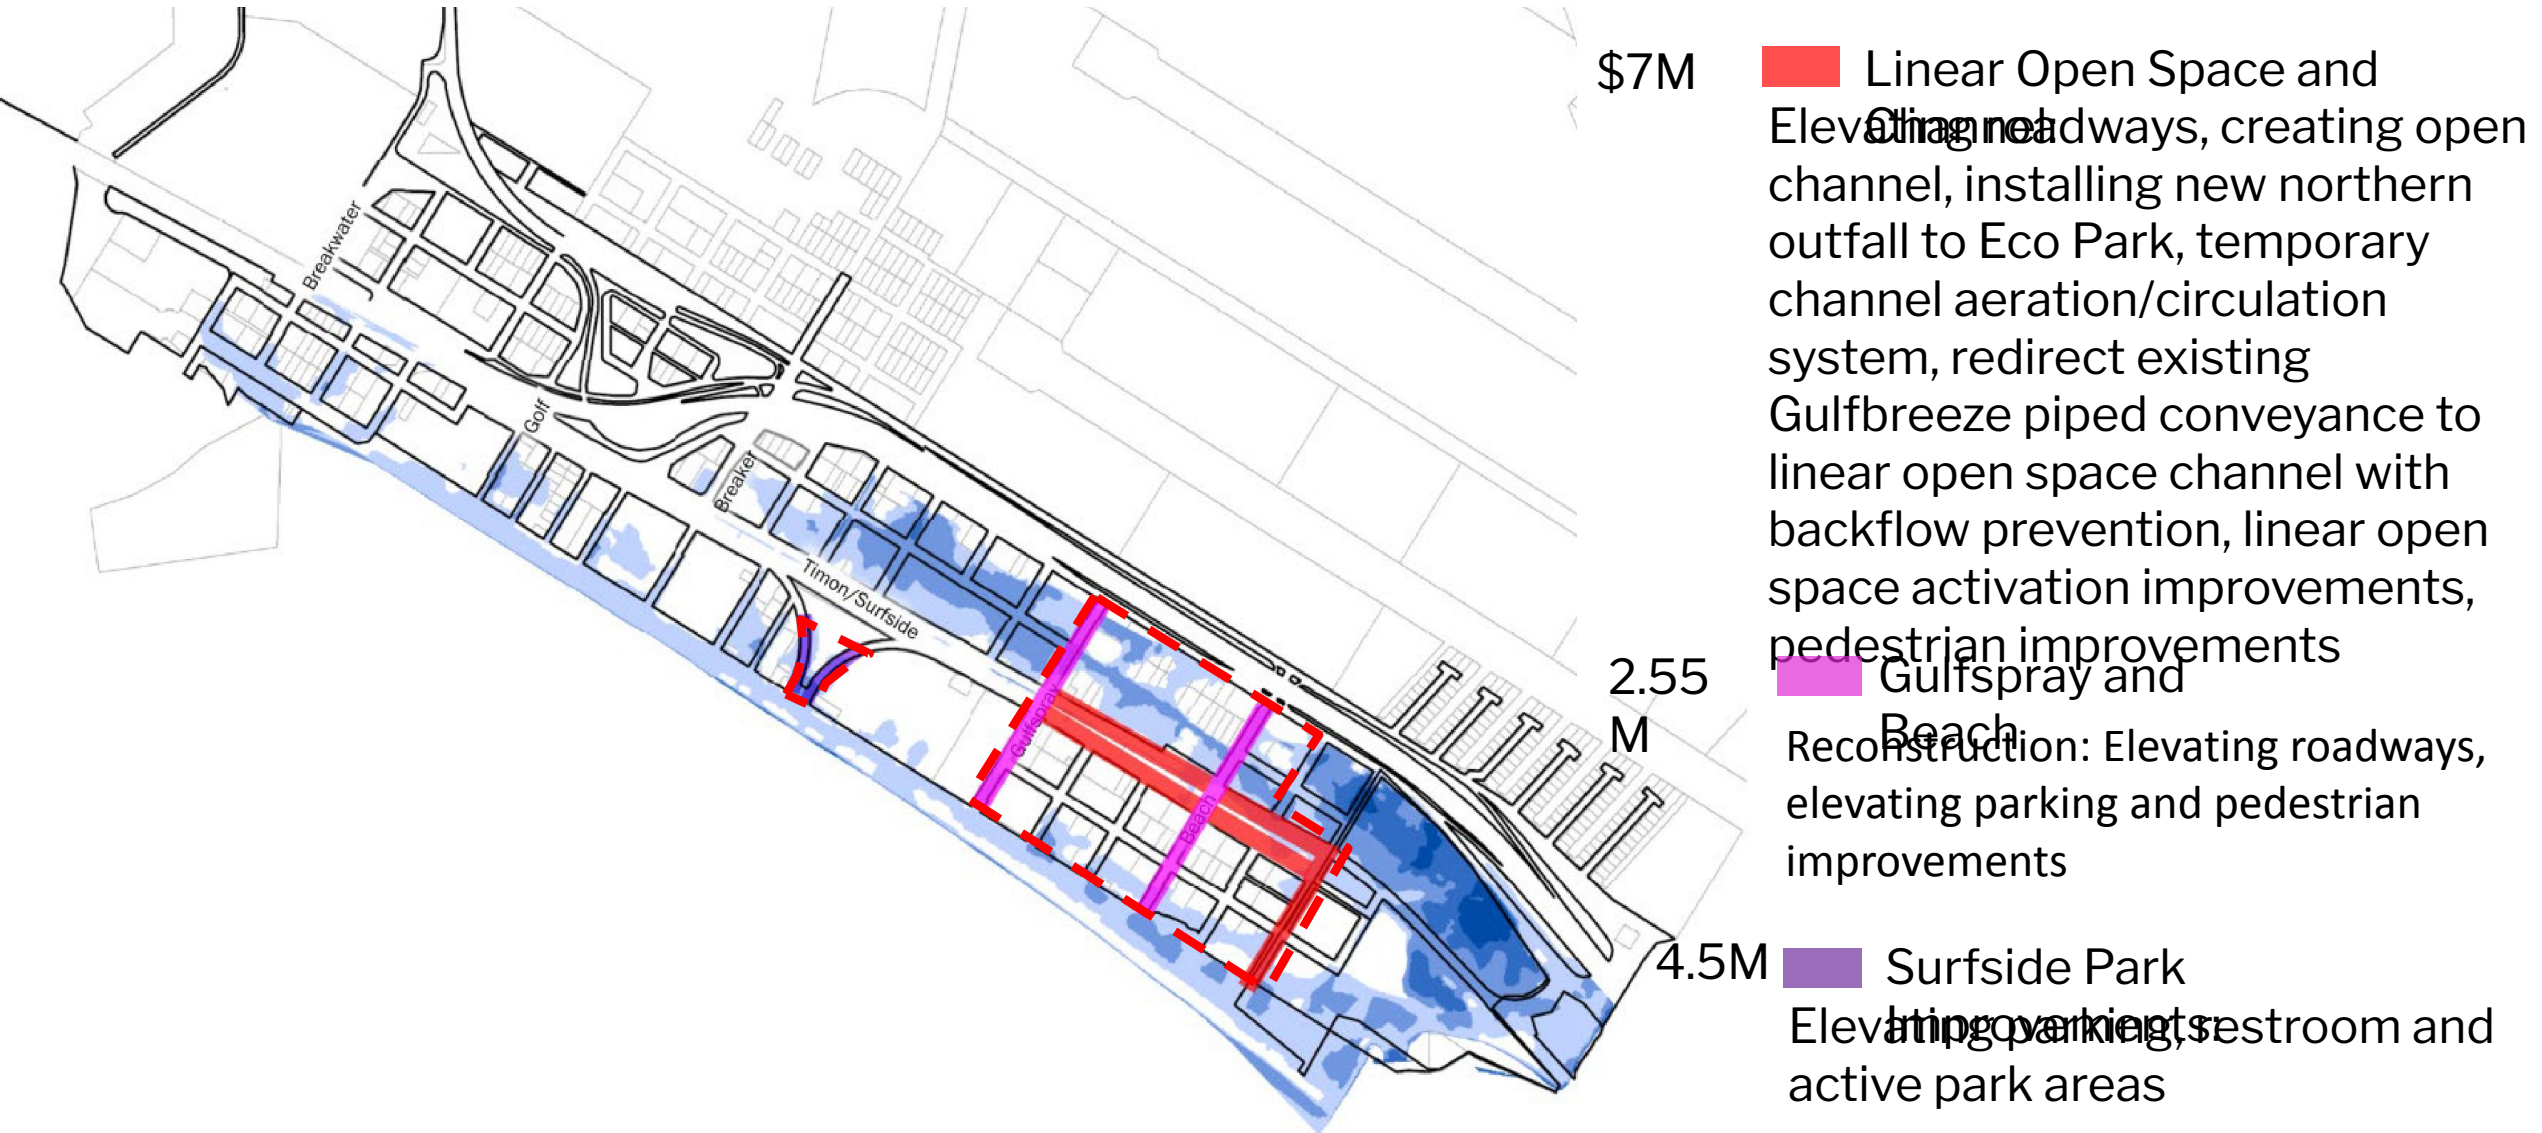 Breakwater
Golf
Breaker
Timon/Surfside
Gulfspray
Beach
$7M
Linear Open Space and
Channel:
Elevating roadways, creating open
channel, installing new northern
outfall to Eco Park, temporary
channel aeration/circulation
system, redirect existing
Gulfbreeze piped conveyance to
linear open space channel with
backflow prevention, linear open
space activation improvements,
pedestrian improvements
2.55
M
Gulfspray and
Beach
Reconstruction: Elevating roadways,
elevating parking and pedestrian
improvements
4.5M
Surfside Park
Improvements:
Elevating parking, restroom and
active park areas